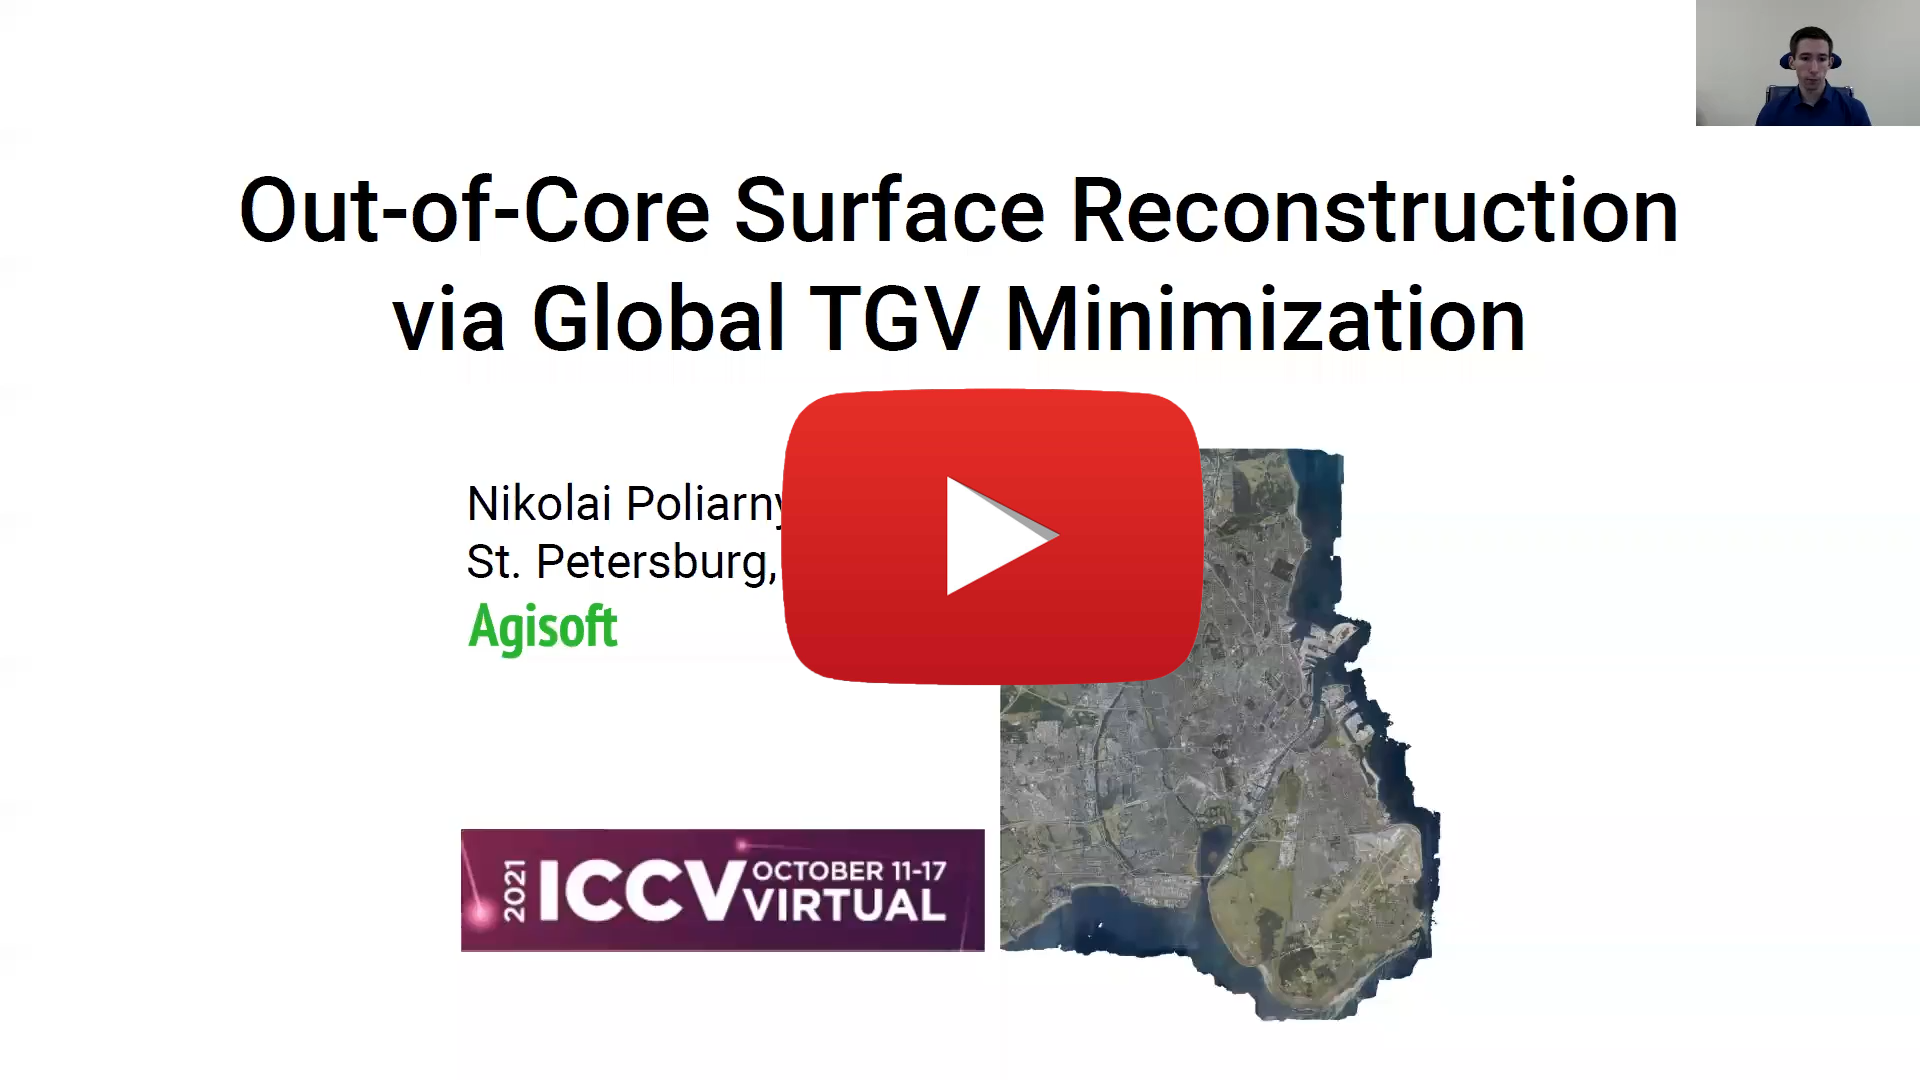 Out-of-Core Surface Reconstruction
via Global TGV Minimization
Nikolai Poliarny
St. Petersburg,
Agisoft
2021 ICCV OCTOBER 11-17
VIRTUAL